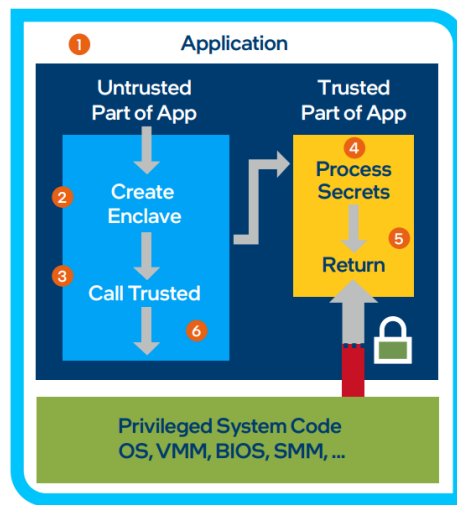 1 Application
Untrusted
Part of App
Trusted
Part of App
2 Create
Enclave
3 Call Trusted
6
4
Process
Secrets
5
Return
Privileged System Code
OS, VMM, BIOS, SMM, ...